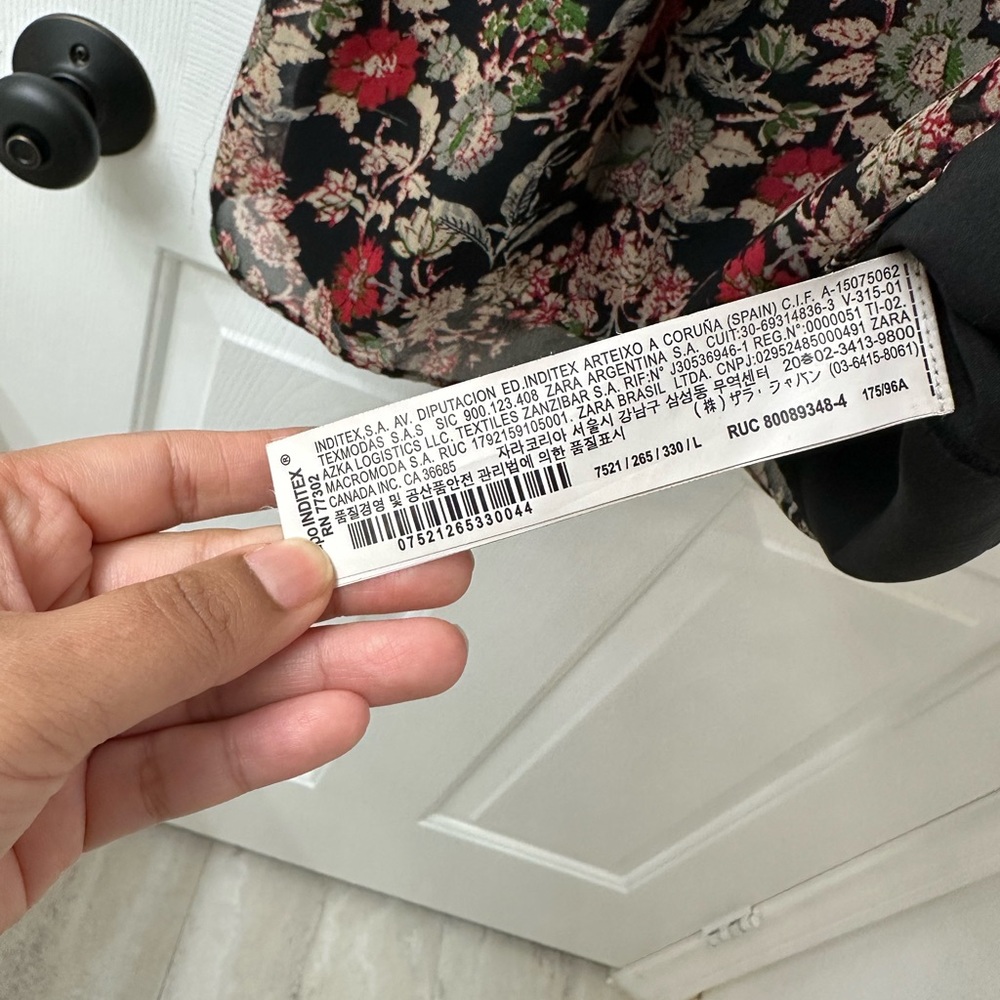 INDITEX ®
RN 77302
INDITEX,S.A. AV. DIPUTACION ED.INDITEX ARTEIXO A CORUÑA (SPAIN) C.I.F. A-15075062
TEXMODAS S.A.S. SIC 900.123.408 ZARA ARGENTINA S.A. CUIT:30-69314836-3 V-315-01
AZKA LOGISTICS LLC, TEXTILES ZANZIBAR S.A. RIF.N° J30536946-1 REG.N°:0000051 TI-02.
MACROMODA S.A. RUC 1792159105001. ZARA BRASIL LTDA. CNPJ:02952485000491 ZARA
CANADA INC. CA 36685 자라코리아 서울시 강남구 삼성동 무역센터 20층02-3413-9800
품질경영 및 공산품안전 관리법에 의한 품질표시 (株) ザラ・ジャパン (03-6415-8061)
7521 / 265 / 330 / L RUC 80089348-4 175/96A
07521265330044